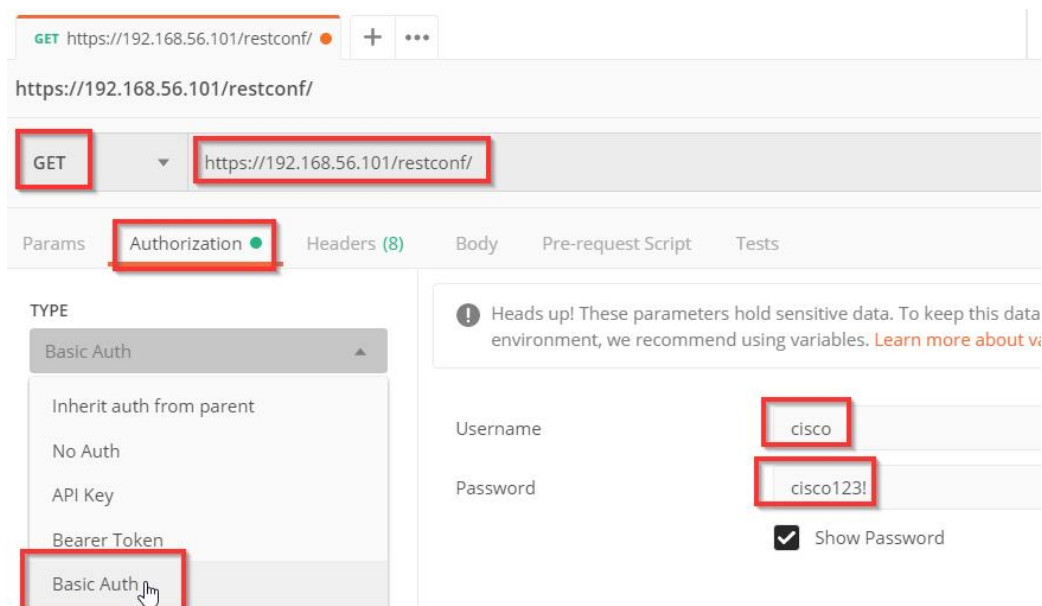 GET https://192.168.56.101/restconf/
https://192.168.56.101/restconf/
GET https://192.168.56.101/restconf/
Params Authorization Headers (8) Body Pre-request Script Tests
TYPE
Basic Auth
Inherit auth from parent
No Auth
API Key
Bearer Token
Basic Auth
Heads up! These parameters hold sensitive data. To keep this data
environment, we recommend using variables. Learn more about
Username cisco
Password cisco123!
Show Password